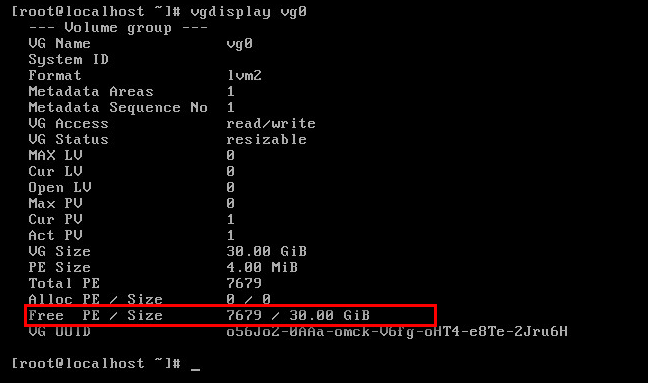 [root@localhost ~]# vgdisplay vg0
--- Volume group ---
VG Name vg0
System ID
Format lvm2
Metadata Areas 1
Metadata Sequence No 1
VG Access read/write
VG Status resizable
MAX LV 0
Cur LV 0
Open LV 0
Max PV 0
Cur PV 1
Act PV 1
VG Size 30.00 GiB
PE Size 4.00 MiB
Total PE 7679
Alloc PE / Size 0 / 0
Free PE / Size 7679 / 30.00 GiB
VG UUID o56Jo2-0AAa-omck-V6fg-oHT4-e8Te-2Jru6H
[root@localhost ~]# _